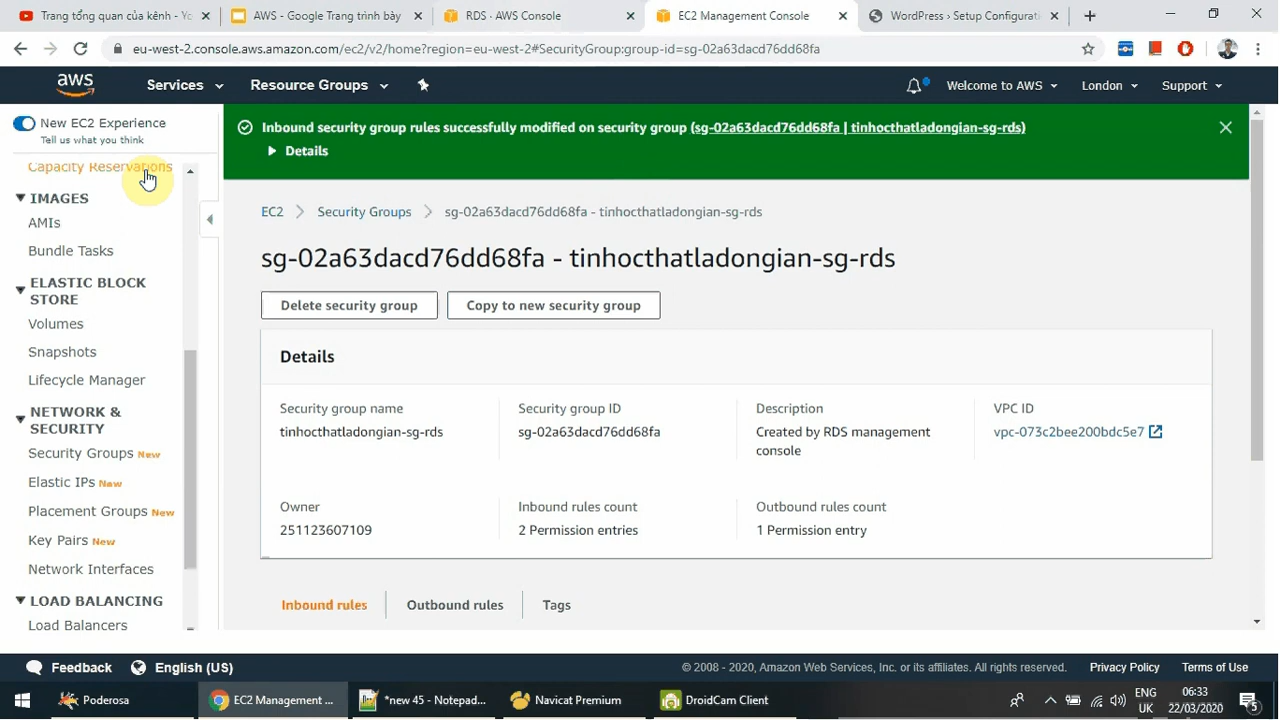 Trang tổng quan của kênh - Yo
AWS - Google Trang trình bày
RDS · AWS Console
EC2 Management Console
WordPress › Setup Configurati
eu-west-2.console.aws.amazon.com/ec2/v2/home?region=eu-west-2#SecurityGroup:group-id=sg-02a63dacd76dd68fa
aws
Services
Resource Groups
Welcome to AWS
London
Support
New EC2 Experience
Tell us what you think
Capacity Reservations
IMAGES
AMIs
Bundle Tasks
ELASTIC BLOCK
STORE
Volumes
Snapshots
Lifecycle Manager
NETWORK &
SECURITY
Security Groups New
Elastic IPs New
Placement Groups New
Key Pairs New
Network Interfaces
LOAD BALANCING
Load Balancers
Inbound security group rules successfully modified on security group (sg-02a63dacd76dd68fa | tinhocthatladongian-sg-rds)
Details
EC2
Security Groups
sg-02a63dacd76dd68fa - tinhocthatladongian-sg-rds
sg-02a63dacd76dd68fa - tinhocthatladongian-sg-rds
Delete security group
Copy to new security group
Details
Security group name
tinhocthatladongian-sg-rds
Security group ID
sg-02a63dacd76dd68fa
Description
Created by RDS management
console
VPC ID
vpc-073c2bee200bdc5e7
Owner
251123607109
Inbound rules count
2 Permission entries
Outbound rules count
1 Permission entry
Inbound rules
Outbound rules
Tags
Feedback
English (US)
© 2008 - 2020, Amazon Web Services, Inc. or its affiliates. All rights reserved.
Privacy Policy
Terms of Use
Poderosa
EC2 Management ...
*new 45 - Notepad...
Navicat Premium
DroidCam Client
ENG
UK
06:33
22/03/2020
5